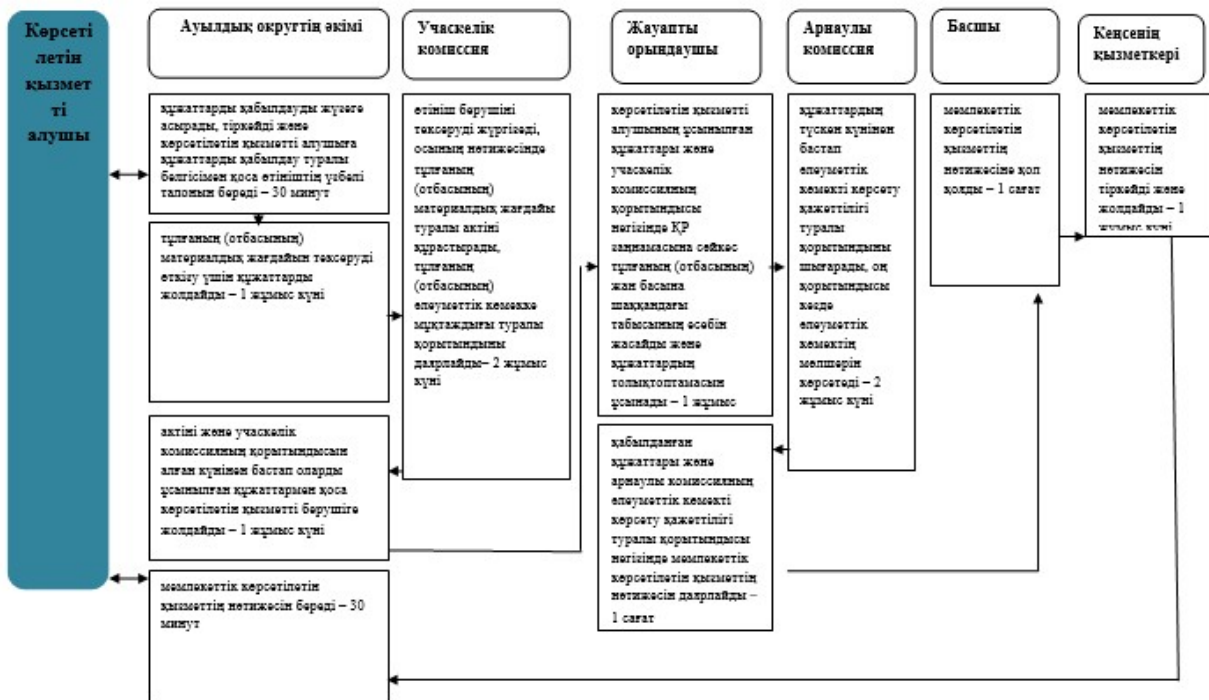 Көрсеті
летін
қызмет
ті
алушы
Ауылдық округтің әкімі
Учаскелік
комиссия
Жауапты
орындаушы
Арнаулы
комиссия
Басшы
Кеңсенің
қызметкері
құжаттарды қабылдауды жүзеге
асырады, тіркейді және
көрсетілетін қызметті алушыға
құжаттарды қабылдау туралы
белгісімен қоса өтініштің үзбелі
талонын береді – 30 минут
тұлғаның (отбасының)
материалдық жағдайын тексеруді
өткізу үшін құжаттарды
жолдайды – 1 жұмыс күні
актіні және учаскелік
комиссияның қорытындысын
алған күнінен бастап оларды
ұсынылған құжаттармен қоса
көрсетілетін қызметті берушіге
жолдайды – 1 жұмыс күні
мемлекеттік көрсетілетін
қызметтің нәтижесін береді – 30
минут
өтініш берушіні
тексеруді жүргізеді,
осының нәтижесінде
тұлғаның
(отбасының)
материалдық жағдайы
туралы актіні
құрастырады,
тұлғаның
(отбасының)
әлеуметтік көмекке
мұқтаждығы туралы
қорытындыны
даярлайды– 2 жұмыс
күні
көрсетілетін қызметті
алушының ұсынылған
құжаттары және
учаскелік
комиссияның
қорытындысы
негізінде ҚР
заңнамасына сәйкес
тұлғаның (отбасының)
жан басына
шаққандағы
табысының есебін
жасайды және
құжаттардың
толықтоптамасын
ұсынады – 1 жұмыс
қабылданған
құжаттары және
арнаулы комиссияның
әлеуметтік көмекті
көрсету қажеттілігі
туралы қорытындысы
негізінде мемлекеттік
көрсетілетін қызметтің
нәтижесін даярлайды –
1 сағат
құжаттардың
түскен күнінен
бастап
әлеуметтік
көмекті көрсету
қажеттілігі
туралы
қорытындыны
шығарады, оң
қорытындысы
кезде
әлеуметтік
көмектің
мөлшерін
көрсетеді – 2
жұмыс күні
мемлекеттік
көрсетілетін
қызметтің
нәтижесіне қол
қояды – 1 сағат
мемлекеттік
көрсетілетін
қызметтің
нәтижесін
тіркейді және
жолдайды – 1
жұмыс күні